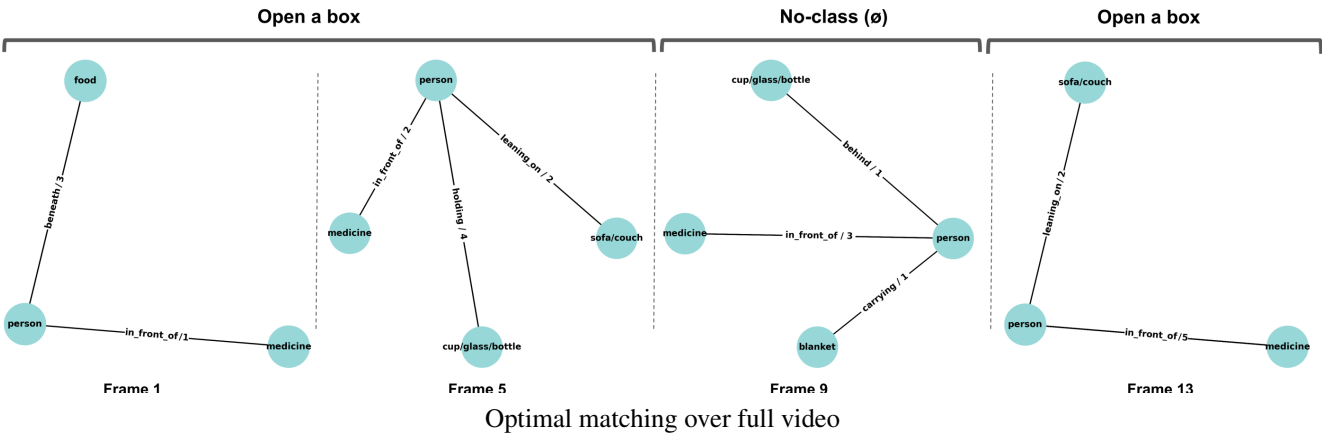 Open a box
No-class (ø)
Open a box
food
beneath / 3
person
in_front_of/1
medicine
Frame 1
person
in_front_of / 2
holding / 4
leaning_on / 2
medicine
sofa/couch
cup/glass/bottle
Frame 5
cup/glass/bottle
behind / 1
medicine
in_front_of / 3
person
carrying / 1
blanket
Frame 9
sofa/couch
leaning_on / 2
person
in_front_of/5
medicine
Frame 13
Optimal matching over full video